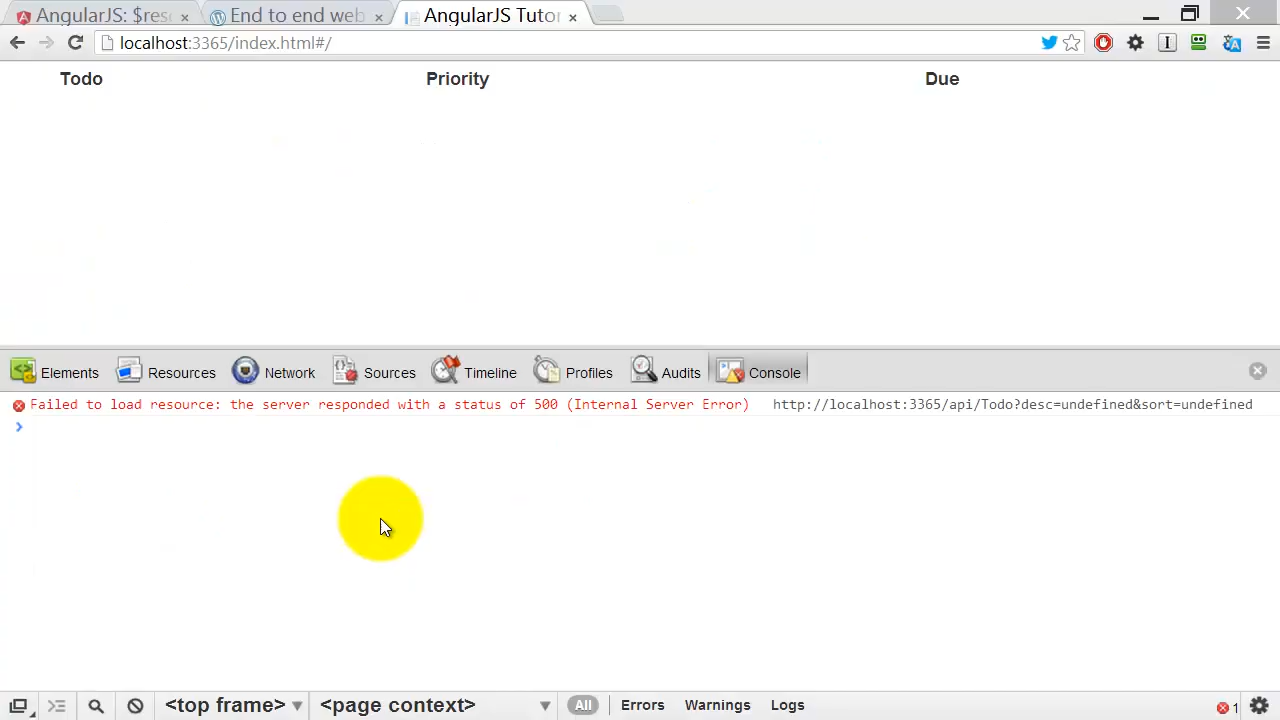 AngularJS: $res
End to end web
AngularJS Tutor
localhost:3365/index.html#/
Todo Priority Due
Elements Resources Network Sources Timeline Profiles Audits Console
Failed to load resource: the server responded with a status of 500 (Internal Server Error) http://localhost:3365/api/Todo?desc=undefined&sort=undefined
<top frame> <page context> All Errors Warnings Logs 1